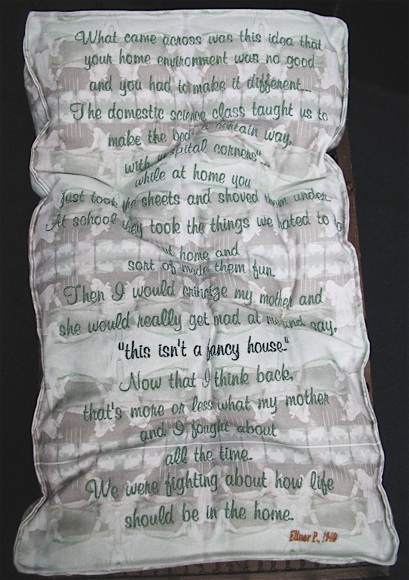 What came across was this idea that
your home environment was no good
and you had to make it different...
The domestic science class taught us to
make the beds a certain way,
with hospital corners"
while at home you
just took the sheets and shoved them under.
At school they took the things we hated to
at home and
sort of made them fun.
Then I would criticize my mother and
she would really get mad at me and say,
"this isn't a fancy house."
Now that I think back,
that's more or less what my mother
and I fought about
all the time.
We were fighting about how life
should be in the home.
P.,